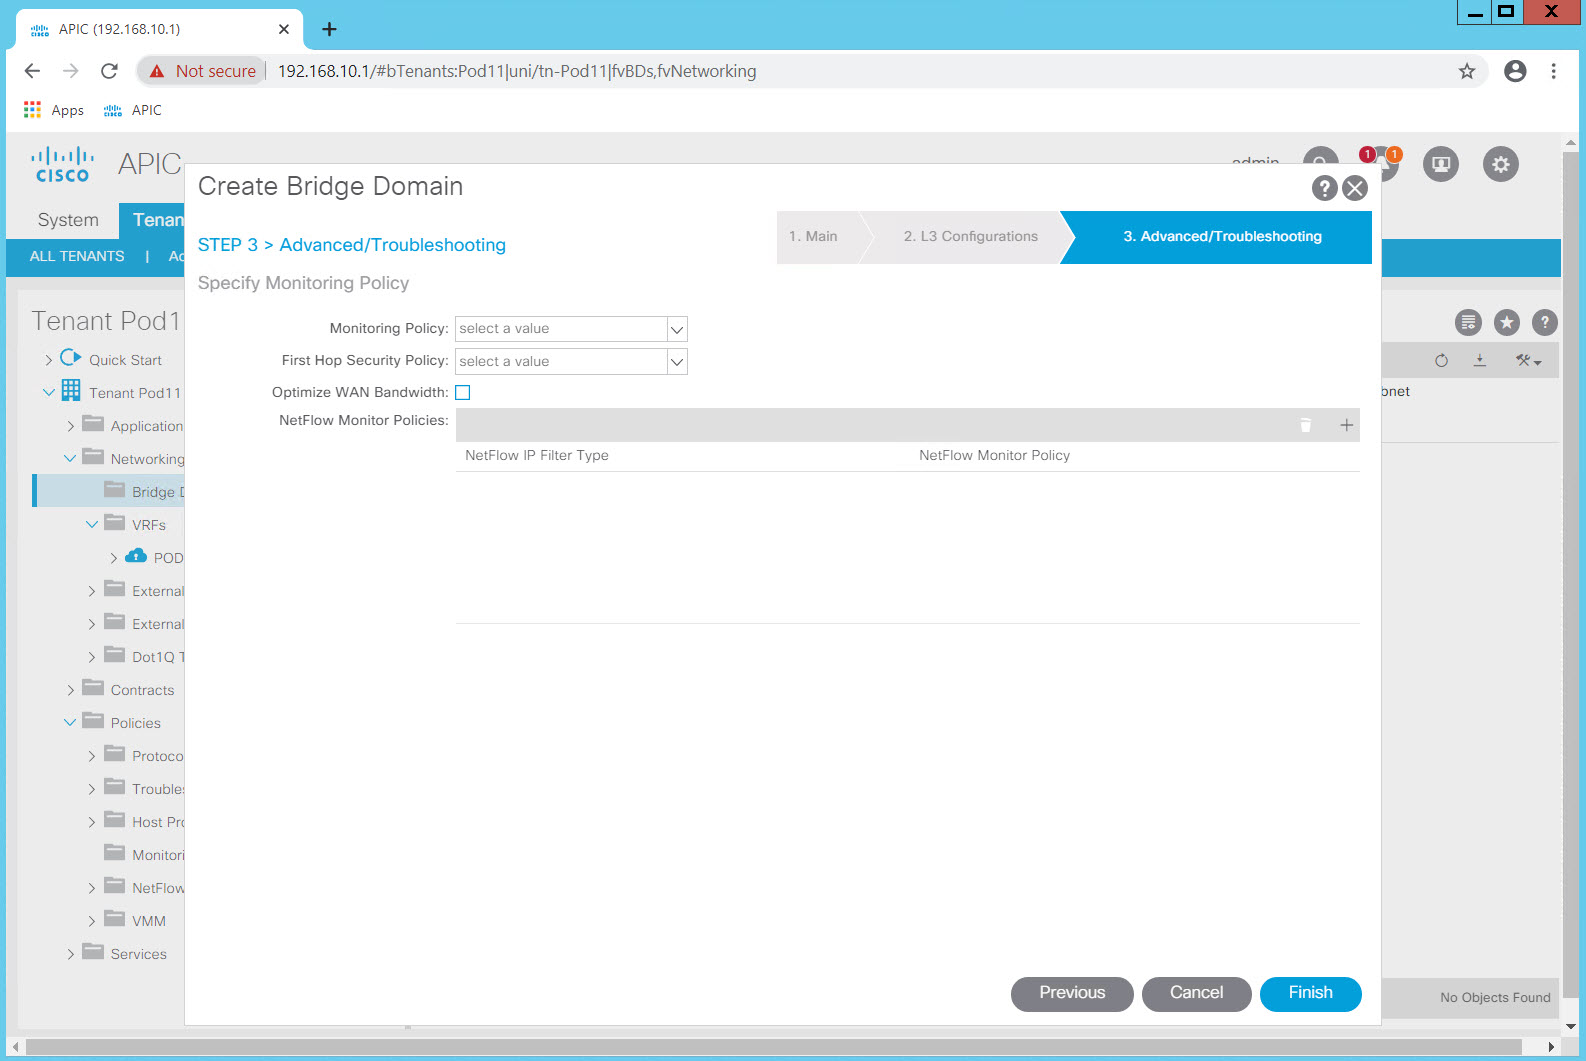 APIC (192.168.10.1)
Not secure 192.168.10.1/#bTenants:Pod11|uni/tn-Pod11|fvBDs,fvNetworking
Apps APIC
CISCO APIC
admin 1 1
System Tenan
ALL TENANTS |
Create Bridge Domain
STEP 3 > Advanced/Troubleshooting
1. Main 2. L3 Configurations 3. Advanced/Troubleshooting
Specify Monitoring Policy
Monitoring Policy: select a value
First Hop Security Policy: select a value
Optimize WAN Bandwidth:
NetFlow Monitor Policies:
NetFlow IP Filter Type NetFlow Monitor Policy
Previous Cancel Finish
Tenant Pod1
Quick Start
Tenant Pod11
Application
Networking
Bridge D
VRFs
POD
External
External
Dot1Q T
Contracts
Policies
Protoco
Troubles
Host Pro
Monitori
NetFlow
VMM
Services
bnet
No Objects Found